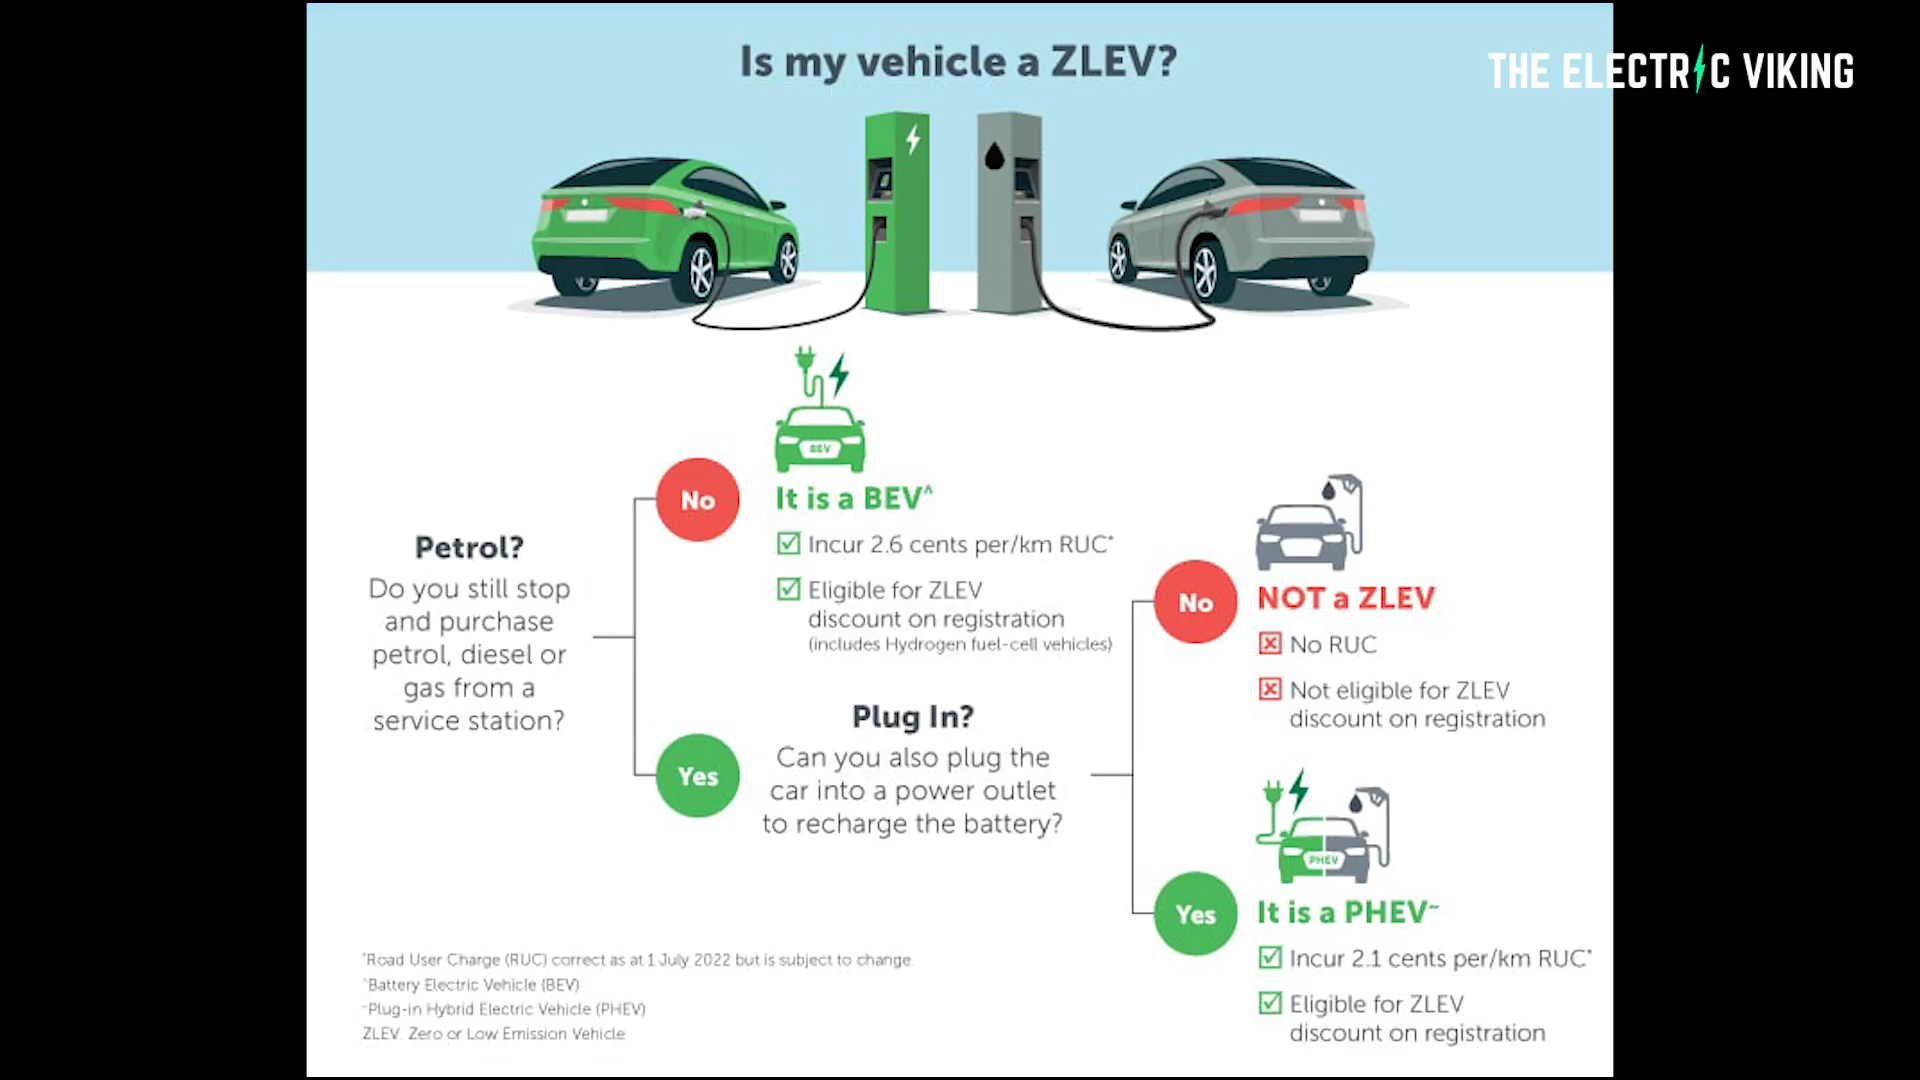 Is my vehicle a ZLEV?
THE ELECTRIC VIKING
BEV
No
It is a BEV^
Incur 2.6 cents per/km RUC*
Eligible for ZLEV
discount on registration
(includes Hydrogen fuel-cell vehicles)
Petrol?
Do you still stop
and purchase
petrol, diesel or
gas from a
service station?
Yes
Plug In?
Can you also plug the
car into a power outlet
to recharge the battery?
No
NOT a ZLEV
No RUC
Not eligible for ZLEV
discount on registration
PHEV
Yes
It is a PHEV~
Incur 2.1 cents per/km RUC*
Eligible for ZLEV
discount on registration
*Road User Charge (RUC) correct as at 1 July 2022 but is subject to change.
^Battery Electric Vehicle (BEV)
~Plug-in Hybrid Electric Vehicle (PHEV)
ZLEV: Zero or Low Emission Vehicle